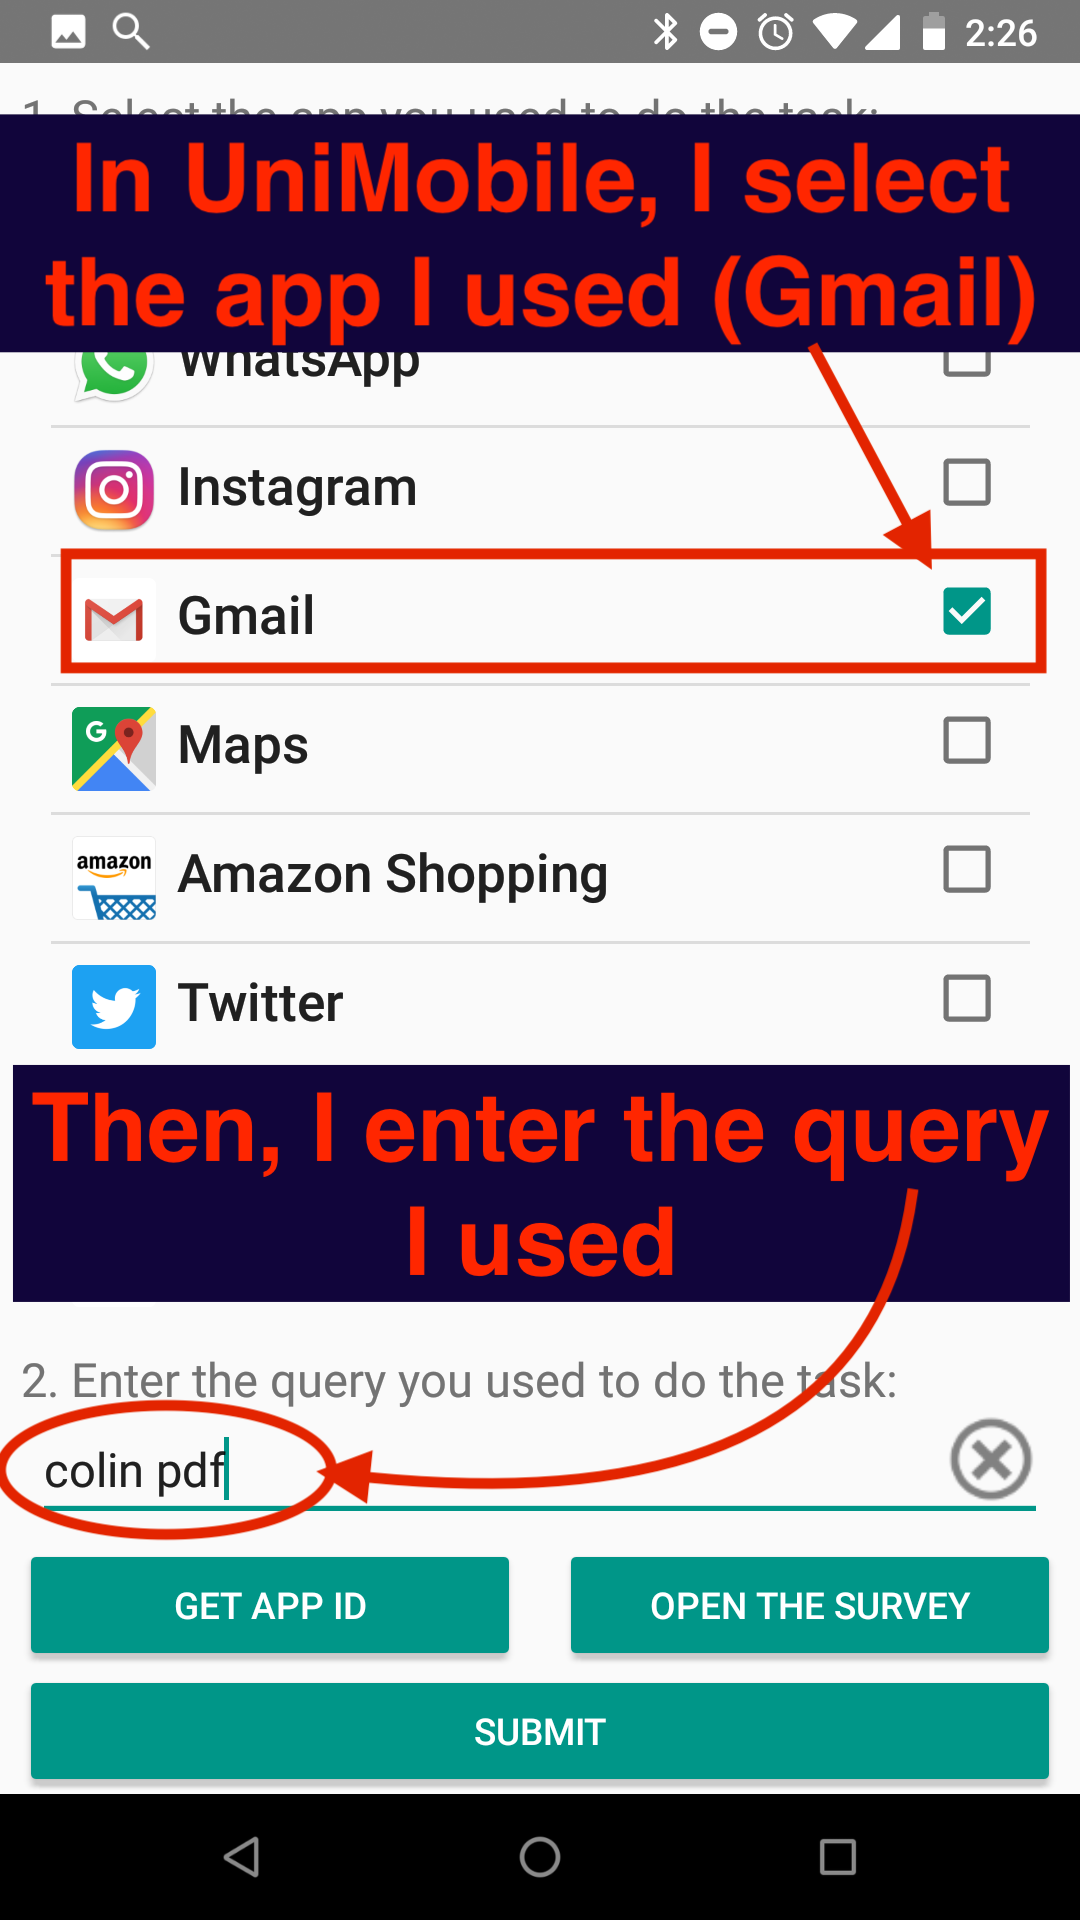 2:26
1. Select the app you used to do the task:
In UniMobile, I select
the app I used (Gmail)
WhatsApp
Instagram
Gmail
G
Maps
amazon
Amazon Shopping
Twitter
Then, I enter the query
I used
2. Enter the query you used to do the task:
colin pdf
GET APP ID
OPEN THE SURVEY
SUBMIT